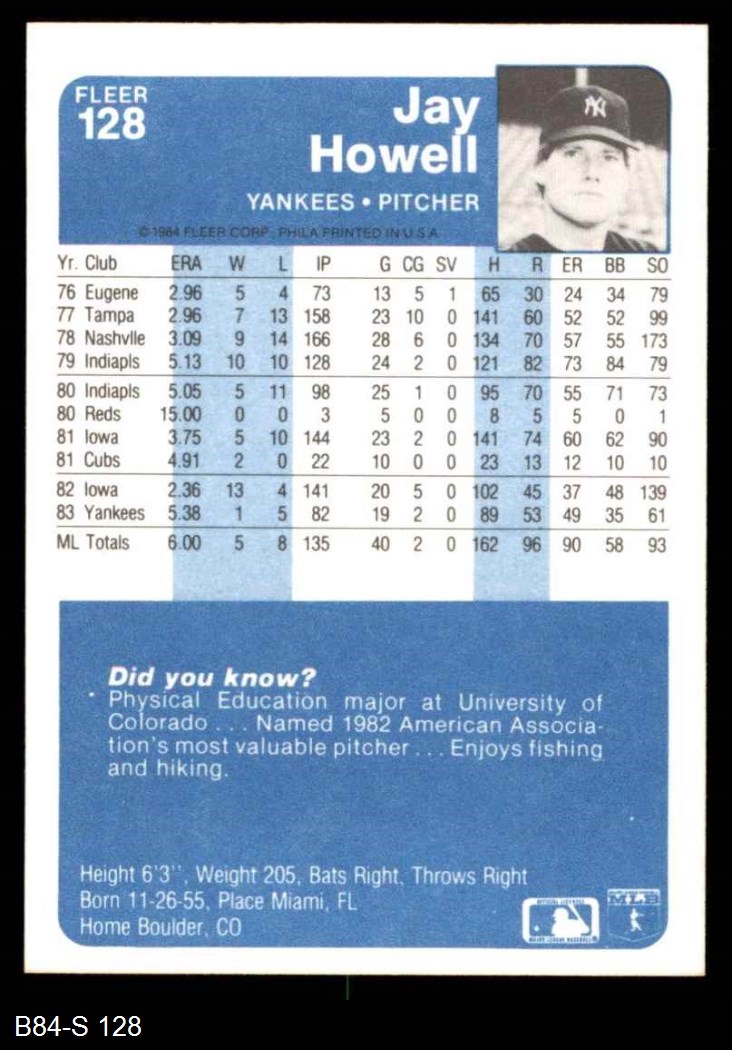 FLEER
128
Jay
Howell
YANKEES • PITCHER
© 1984 FLEER CORP. PHILA PRINTED IN U.S.A.
NY
Yr. Club ERA W L IP G CG SV H R ER BB SO
76 Eugene 2.96 5 4 73 13 5 1 65 30 24 34 79
77 Tampa 2.96 7 13 158 23 10 0 141 60 52 52 99
78 Nashvlle 3.09 9 14 166 28 6 0 134 70 57 55 173
79 Indiapls 5.13 10 10 128 24 2 0 121 82 73 84 79
80 Indiapls 5.05 5 11 98 25 1 0 95 70 55 71 73
80 Reds 15.00 0 0 3 5 0 0 8 5 5 0 1
81 Iowa 3.75 5 10 144 23 2 0 141 74 60 62 90
81 Cubs 4.91 2 0 22 10 0 0 23 13 12 10 10
82 Iowa 2.36 13 4 141 20 5 0 102 45 37 48 139
83 Yankees 5.38 1 5 82 19 2 0 89 53 49 35 61
ML Totals 6.00 5 8 135 40 2 0 162 96 90 58 93
Did you know?
Physical Education major at University of
Colorado . . . Named 1982 American Associa-
tion's most valuable pitcher . . . Enjoys fishing
and hiking.
Height 6'3", Weight 205, Bats Right, Throws Right
Born 11-26-55, Place Miami, FL
Home Boulder, CO
MLB
B84-S 128